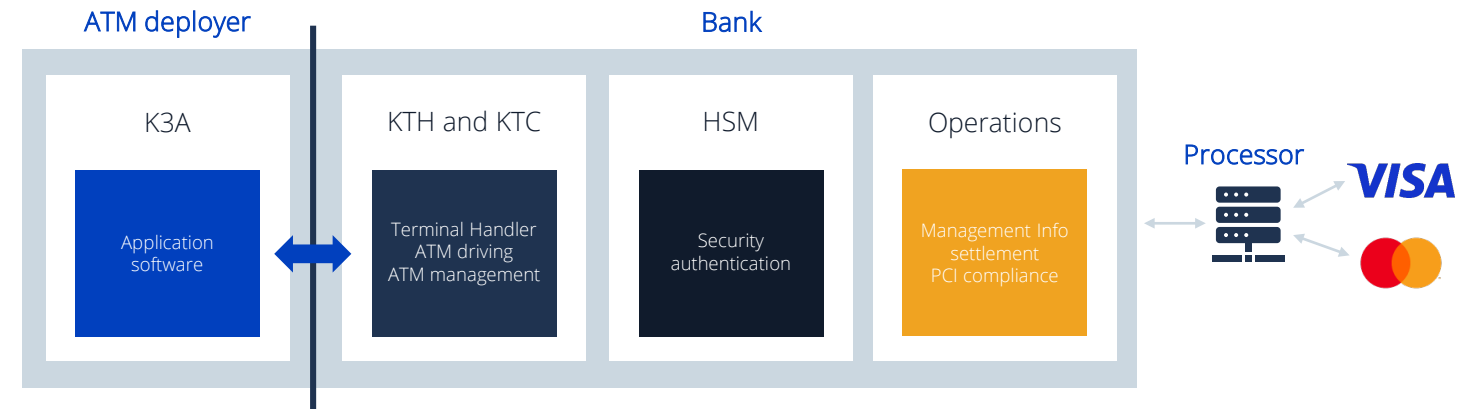 ATM deployer
Bank
K3A
Application
software
KTH and KTC
Terminal Handler
ATM driving
ATM management
HSM
Security
authentication
Operations
Management Info
settlement
PCI compliance
Processor
VISA